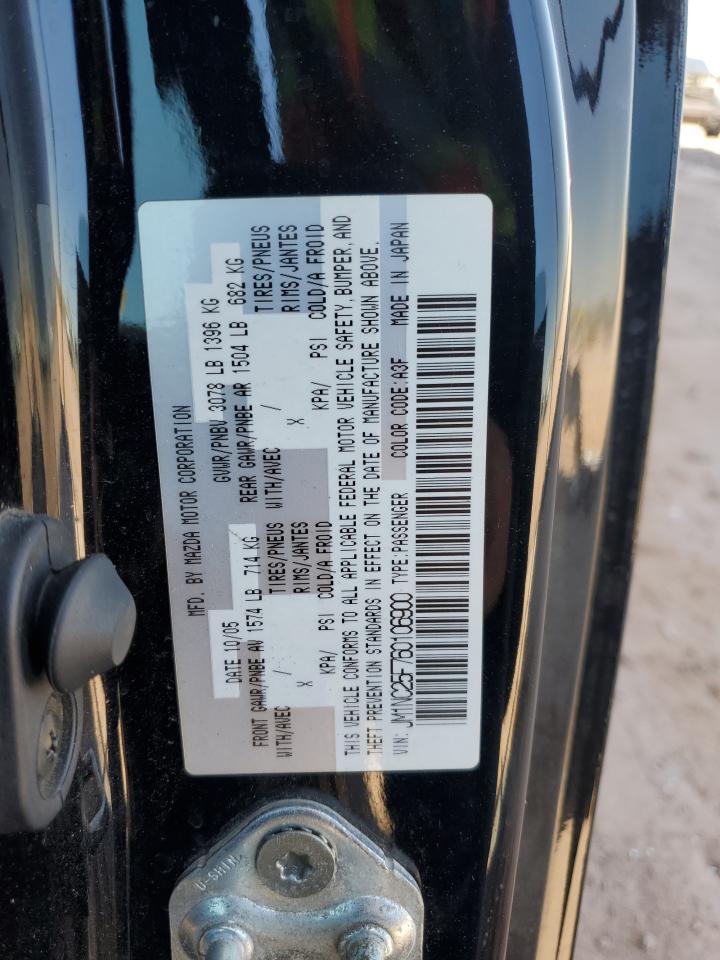 MFD. BY MAZDA MOTOR CORPORATION
DATE 10/05 GVWR/PNBV 3078 LB 1396 KG
FRONT GAWR/PNBE AV 1574 LB 714 KG REAR GAWR/PNBE AR 1504 LB 682 KG
WITH/AVEC / TIRES/PNEUS WITH/AVEC / TIRES/PNEUS
X RIMS/JANTES X RIMS/JANTES
KPA/ PSI COLD/A FROID KPA/ PSI COLD/A FROID
THIS VEHICLE CONFORMS TO ALL APPLICABLE FEDERAL MOTOR VEHICLE SAFETY, BUMPER, AND
THEFT PREVENTION STANDARDS IN EFFECT ON THE DATE OF MANUFACTURE SHOWN ABOVE.
VIN: JM1NC25F760106900 TYPE:PASSENGER COLOR CODE:A3F MADE IN JAPAN
U-SHIN